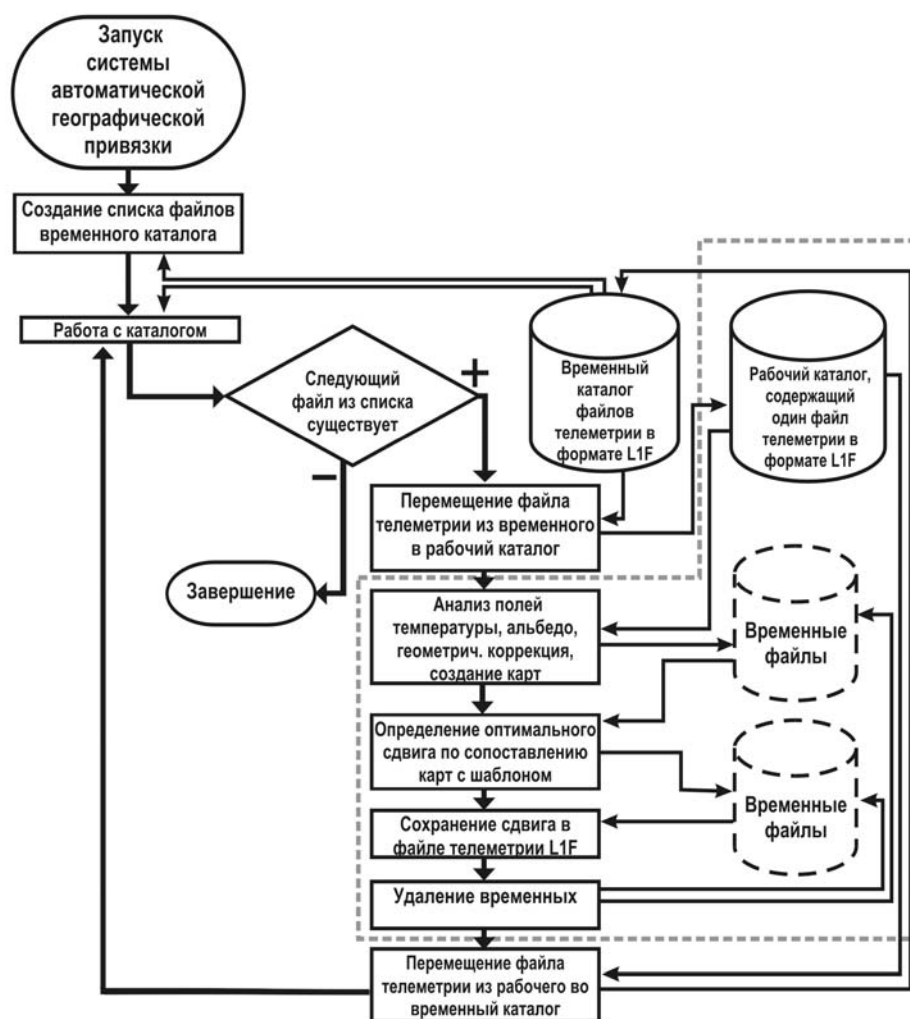 Запуск
системы
автоматической
географической
привязки
Создание списка файлов
временного каталога
Работа с каталогом
Следующий
файл из списка
существует
+
−
Завершение
Временный
каталог
файлов
телеметрии в
формате L1F
Рабочий каталог,
содержащий
один файл
телеметрии в
формате L1F
Перемещение файла
телеметрии из временного
в рабочий каталог
Анализ полей
температуры, альбедо,
геометрич. коррекция,
создание карт
Временные
файлы
Определение оптимального
сдвига по сопоставлению
карт с шаблоном
Временные
файлы
Сохранение сдвига в
файле телеметрии L1F
Удаление временных
Перемещение файла
телеметрии из рабочего во
временный каталог